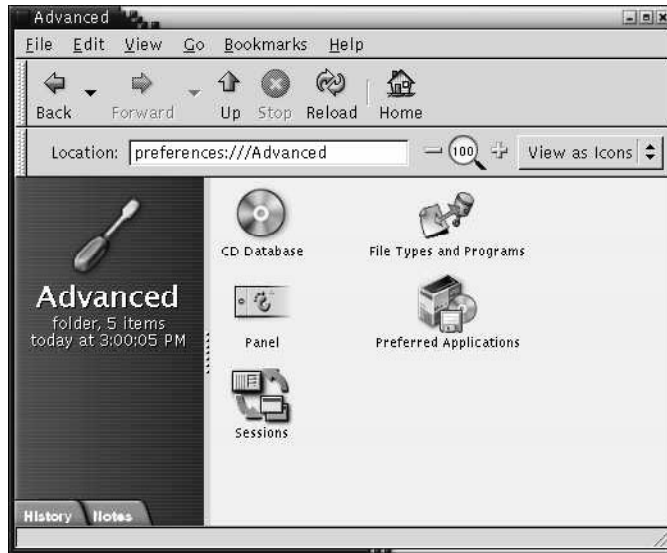 Advanced
File Edit View Go Bookmarks Help
Back Forward Up Stop Reload Home
Location: preferences:///Advanced 100 View as Icons
CD Database File Types and Programs
Advanced
folder, 5 items
today at 3:00:05 PM
Panel Preferred Applications
Sessions
History Notes